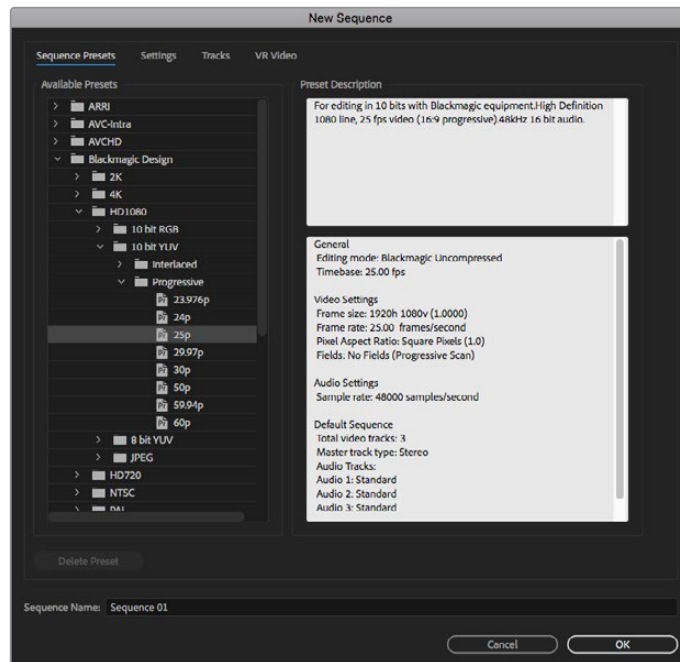 New Sequence
Sequence Presets Settings Tracks VR Video
Available Presets
ARRI
AVC-Intra
AVCHD
Blackmagic Design
2K
4K
HD1080
10 bit RGB
10 bit YUV
Interlaced
Progressive
23.976p
24p
25p
29.97p
30p
50p
59.94p
60p
8 bit YUV
JPEG
HD720
NTSC
PAL
Delete Preset
Preset Description
For editing in 10 bits with Blackmagic equipment.High Definition
1080 line, 25 fps video (16:9 progressive).48kHz 16 bit audio.
General
Editing mode: Blackmagic Uncompressed
Timebase: 25.00 fps
Video Settings
Frame size: 1920h 1080v (1.0000)
Frame rate: 25.00 frames/second
Pixel Aspect Ratio: Square Pixels (1.0)
Fields: No Fields (Progressive Scan)
Audio Settings
Sample rate: 48000 samples/second
Default Sequence
Total video tracks: 3
Master track type: Stereo
Audio Tracks:
Audio 1: Standard
Audio 2: Standard
Audio 3: Standard
Sequence Name: Sequence 01
Cancel OK